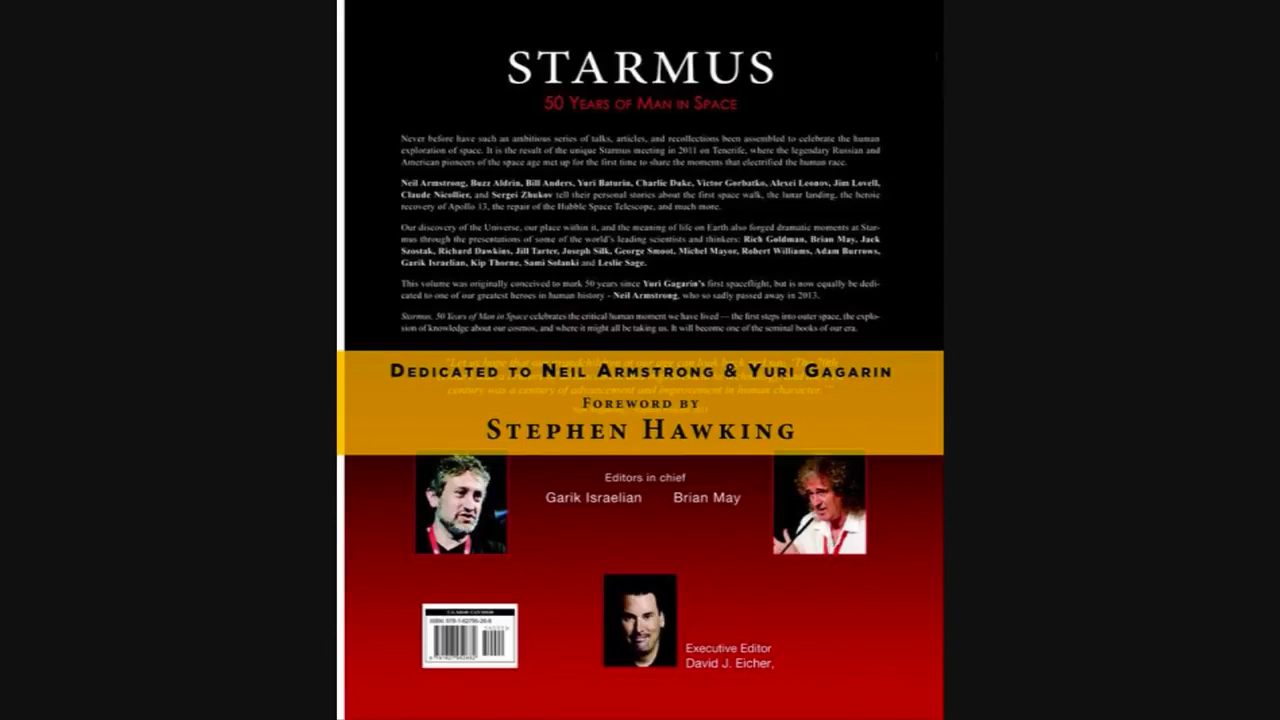 STARMUS
50 Years of Man in Space
Never before have such an ambitious series of talks, articles, and recollections been assembled to celebrate the human
exploration of space. It is the result of the unique Starmus meeting in 2011 on Tenerife, where the legendary Russian and
American pioneers of the space age met up for the first time to share the moments that electrified the human race.
Neil Armstrong, Buzz Aldrin, Bill Anders, Yuri Baturin, Charlie Duke, Victor Gorbatko, Alexei Leonov, Jim Lovell,
Claude Nicollier, and Sergei Zhukov tell their personal stories about the first space walk, the lunar landing, the heroic
recovery of Apollo 13, the repair of the Hubble Space Telescope, and much more.
Our discovery of the Universe, our place within it, and the meaning of life on Earth also forged dramatic moments at Star-
mus through the presentations of some of the world's leading scientists and thinkers: Rich Goldman, Brian May, Jack
Szostak, Richard Dawkins, Jill Tarter, Joseph Silk, George Smoot, Michel Mayor, Robert Williams, Adam Burrows,
Garik Israelian, Kip Thorne, Sami Solanki and Leslie Sage.
This volume was originally conceived to mark 50 years since Yuri Gagarin's first spaceflight, but is now equally be dedi-
cated to one of our greatest heroes in human history - Neil Armstrong, who so sadly passed away in 2013.
Starmus, 50 Years of Man in Space celebrates the critical human moment we have lived — the first steps into outer space, the explo-
sion of knowledge about our cosmos, and where it might all be taking us. It will become one of the seminal books of our era.
Dedicated to Neil Armstrong & Yuri Gagarin
century was a century of advancement and improvement in human character.'"
Foreword by
Stephen Hawking
Editors in chief
Garik Israelian Brian May
Executive Editor
David J. Eicher,